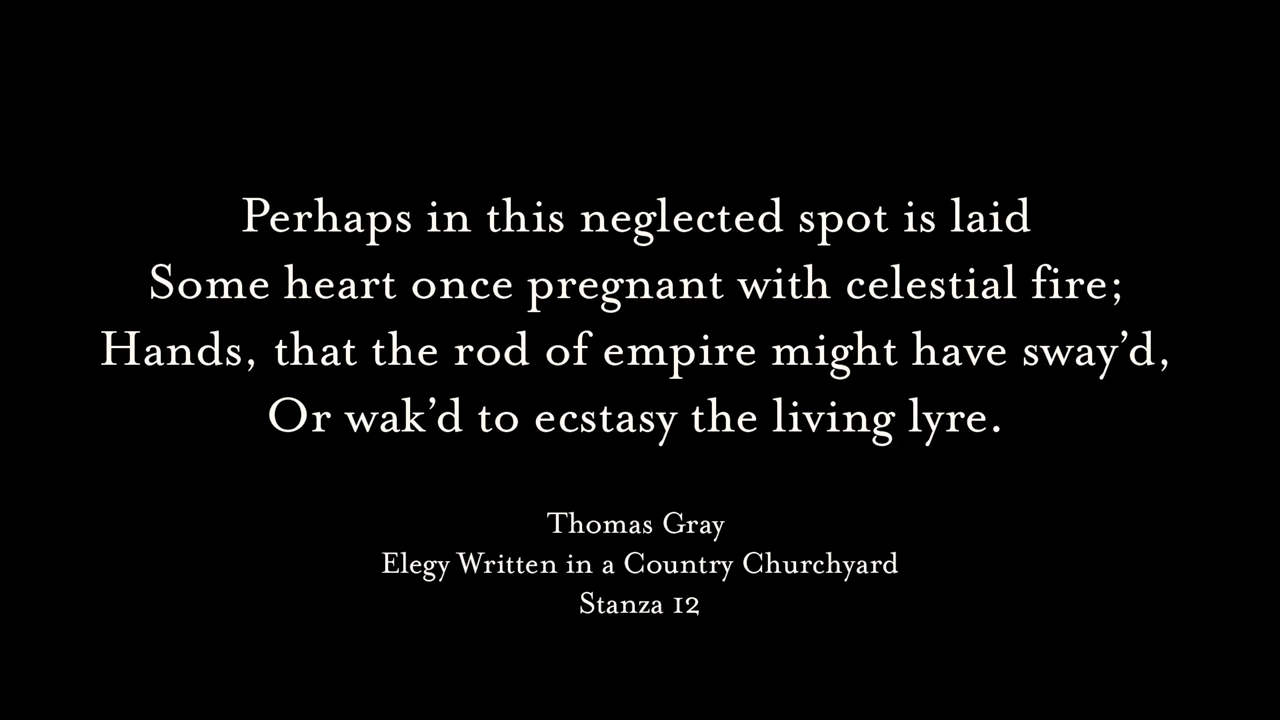 Perhaps in this neglected spot is laid
Some heart once pregnant with celestial fire;
Hands, that the rod of empire might have sway’d,
Or wak’d to ecstasy the living lyre.
Thomas Gray
Elegy Written in a Country Churchyard
Stanza 12